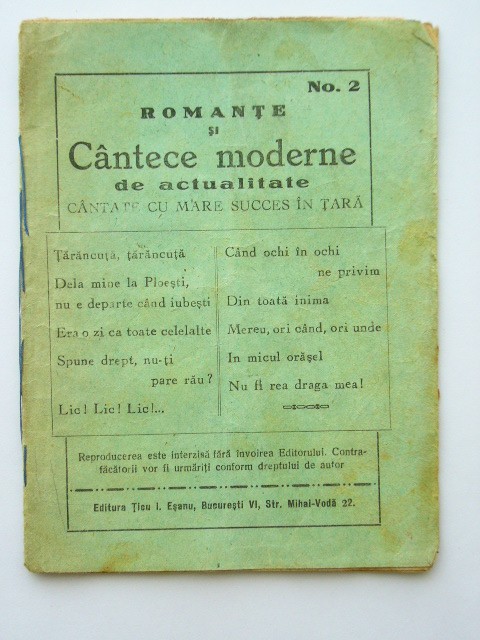 No. 2
ROMANȚE
ȘI
Cântece moderne
de actualitate
CÂNTATE CU MARE SUCCES ÎN ȚARĂ
Țărăncuță, țărăncuță
Dela mine la Ploești,
nu e departe când iubești
Era o zi ca toate celelalte
Spune drept, nu-ți
pare rău?
Lic! Lic! Lic!...
Când ochi în ochi
ne privim
Din toată inima
Mereu, ori când, ori unde
In micul orășel
Nu fi rea draga mea!
Reproducerea este interzisă fără învoirea Editorului. Contra-
făcătorii vor fi urmăriți conform dreptului de autor
Editura Țicu I. Eșanu, București VI, Str. Mihai-Vodă 22.